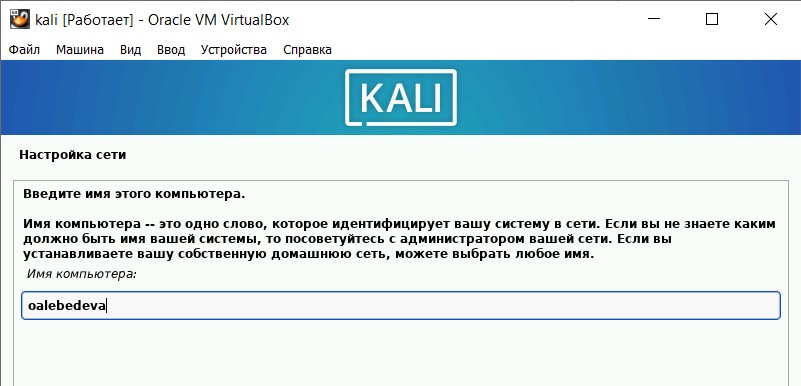 kali [Работает] - Oracle VM VirtualBox
Файл Машина Вид Ввод Устройства Справка
KALI
Настройка сети
Введите имя этого компьютера.
Имя компьютера -- это одно слово, которое идентифицирует вашу систему в сети. Если вы не знаете каким
должно быть имя вашей системы, то посоветуйтесь с администратором вашей сети. Если вы
устанавливаете вашу собственную домашнюю сеть, можете выбрать любое имя.
Имя компьютера:
oalebedeva